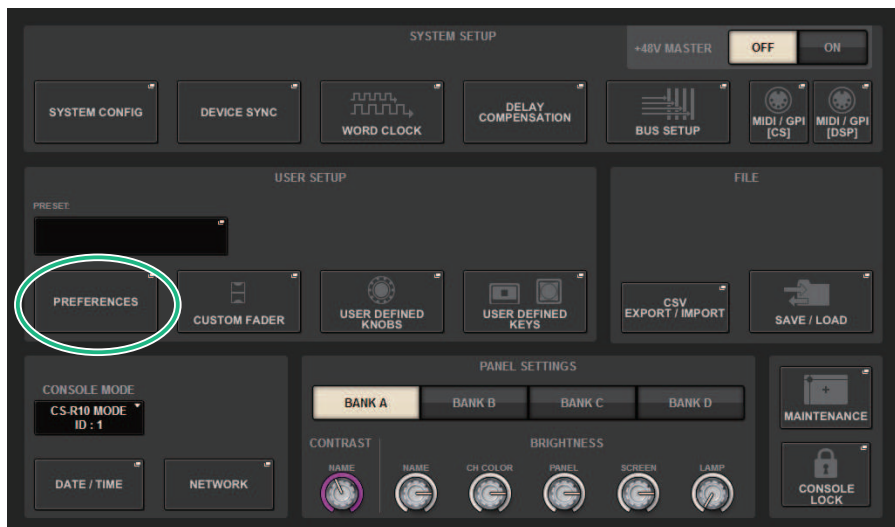 SYSTEM SETUP
+48V MASTER
OFF
ON
SYSTEM CONFIG
DEVICE SYNC
WORD CLOCK
DELAY
COMPENSATION
BUS SETUP
MIDI / GPI
[CS]
MIDI / GPI
[DSP]
USER SETUP
PRESET
PREFERENCES
CUSTOM FADER
USER DEFINED
KNOBS
USER DEFINED
KEYS
FILE
CSV
EXPORT / IMPORT
SAVE / LOAD
CONSOLE MODE
CS-R10 MODE
ID : 1
DATE / TIME
NETWORK
PANEL SETTINGS
BANK A
BANK B
BANK C
BANK D
CONTRAST
BRIGHTNESS
NAME
NAME
CH COLOR
PANEL
SCREEN
LAMP
MAINTENANCE
CONSOLE
LOCK